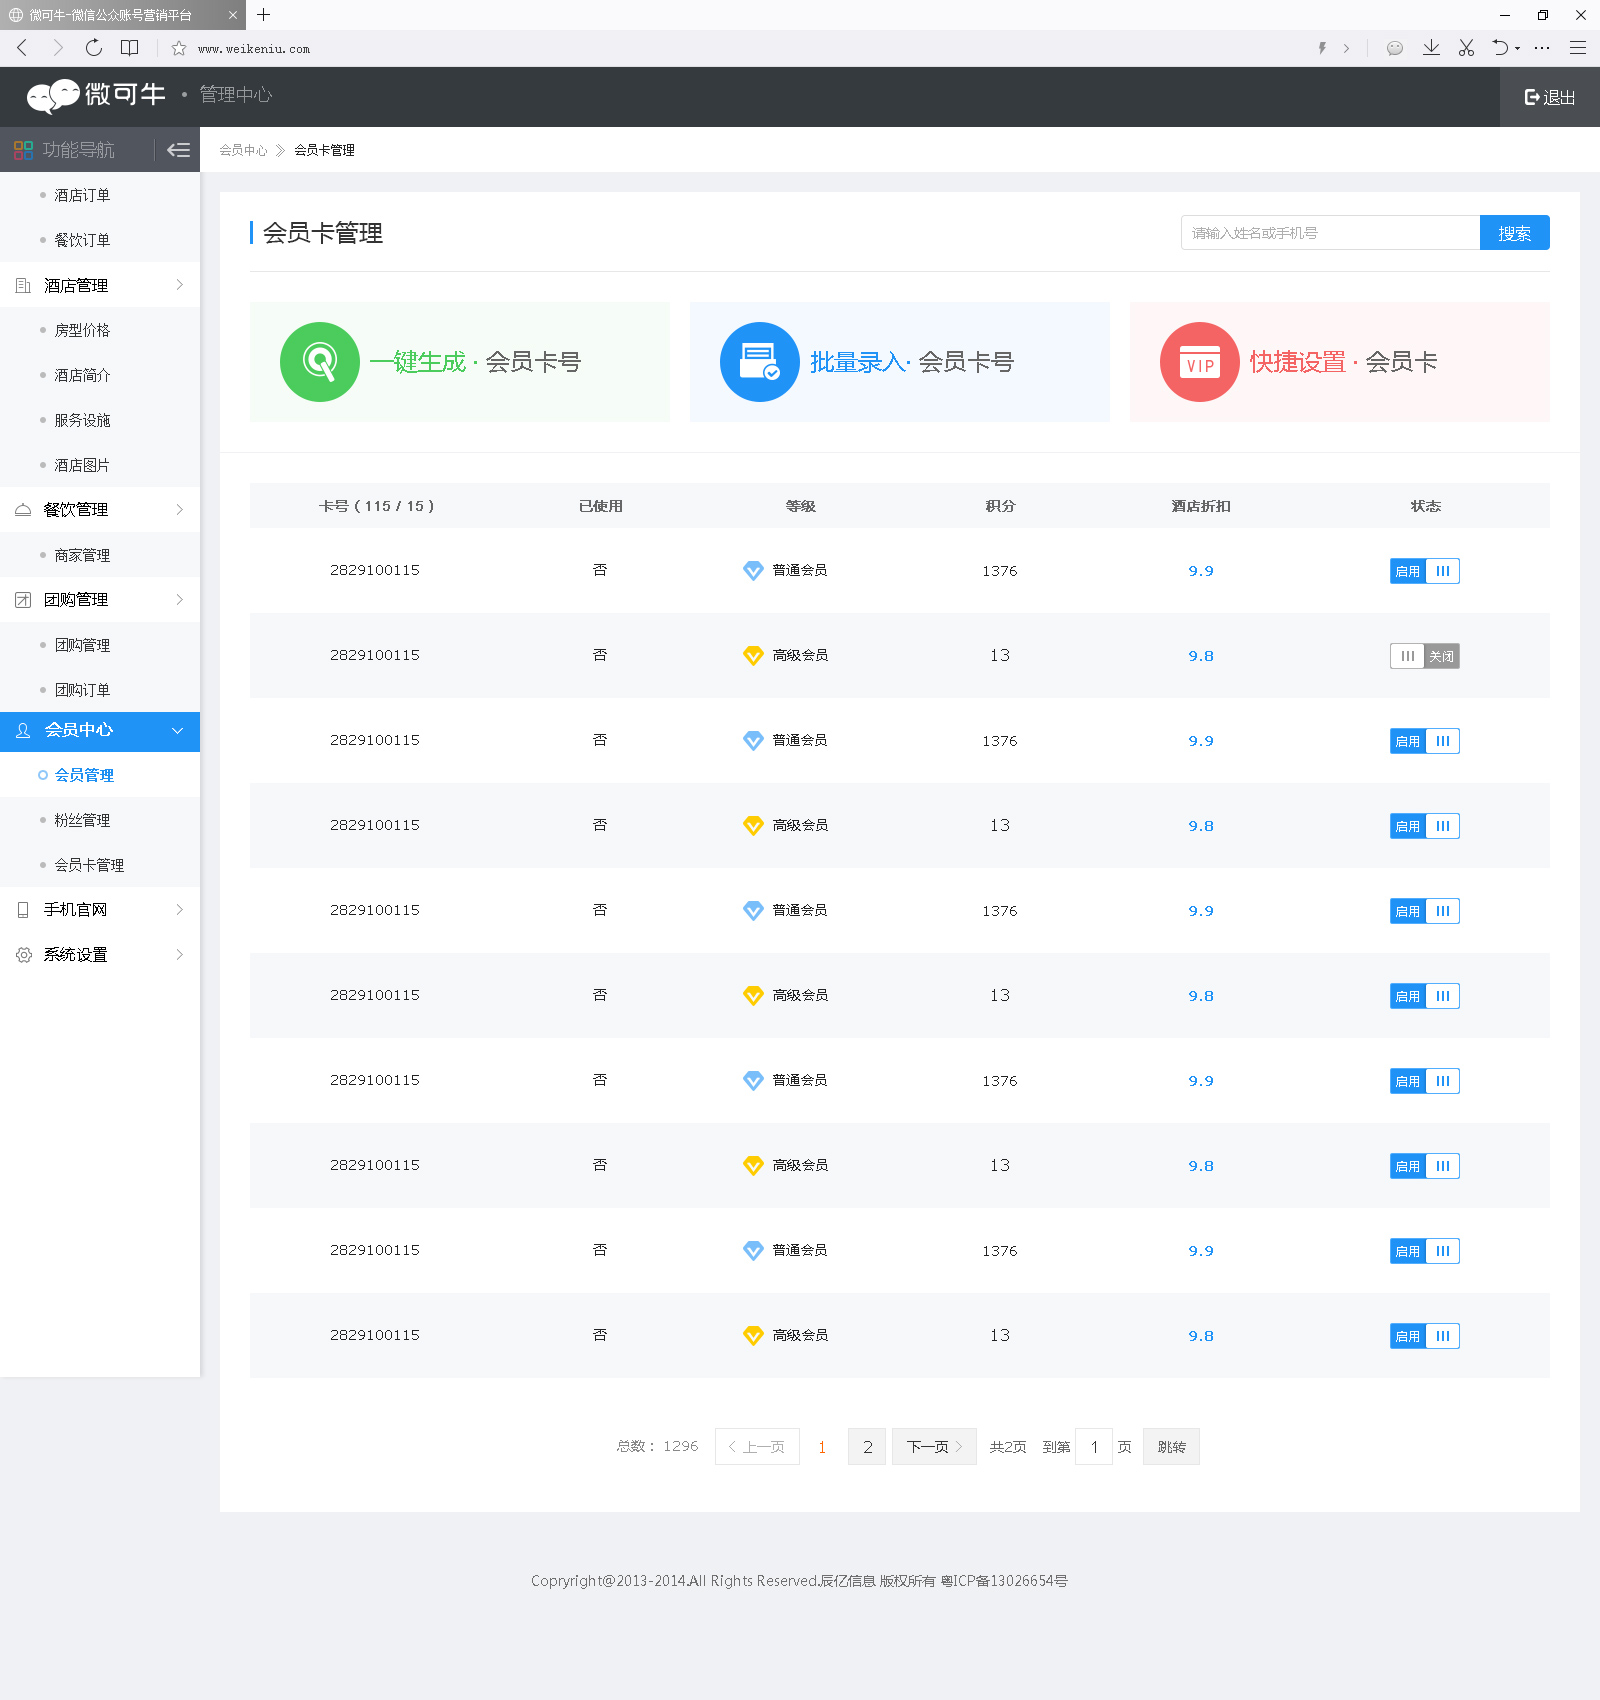 微可牛-微信公众账号营销平台
www.weikeniu.com
微可牛 · 管理中心
退出
功能导航
会员中心 会员卡管理
酒店订单
餐饮订单
酒店管理
房型价格
酒店简介
服务设施
酒店图片
餐饮管理
商家管理
团购管理
团购管理
团购订单
会员中心
会员管理
粉丝管理
会员卡管理
手机官网
系统设置
会员卡管理
请输入姓名或手机号 搜索
一键生成 · 会员卡号
批量录入· 会员卡号
VIP 快捷设置 · 会员卡
卡号（115 / 15） 已使用 等级 积分 酒店折扣 状态
2829100115 否 普通会员 1376 9.9 启用
2829100115 否 高级会员 13 9.8 关闭
2829100115 否 普通会员 1376 9.9 启用
2829100115 否 高级会员 13 9.8 启用
2829100115 否 普通会员 1376 9.9 启用
2829100115 否 高级会员 13 9.8 启用
2829100115 否 普通会员 1376 9.9 启用
2829100115 否 高级会员 13 9.8 启用
2829100115 否 普通会员 1376 9.9 启用
2829100115 否 高级会员 13 9.8 启用
总数： 1296 上一页 1 2 下一页 共2页 到第 1 页 跳转
Copryright@2013-2014.All Rights Reserved.辰亿信息 版权所有 粤ICP备13026654号